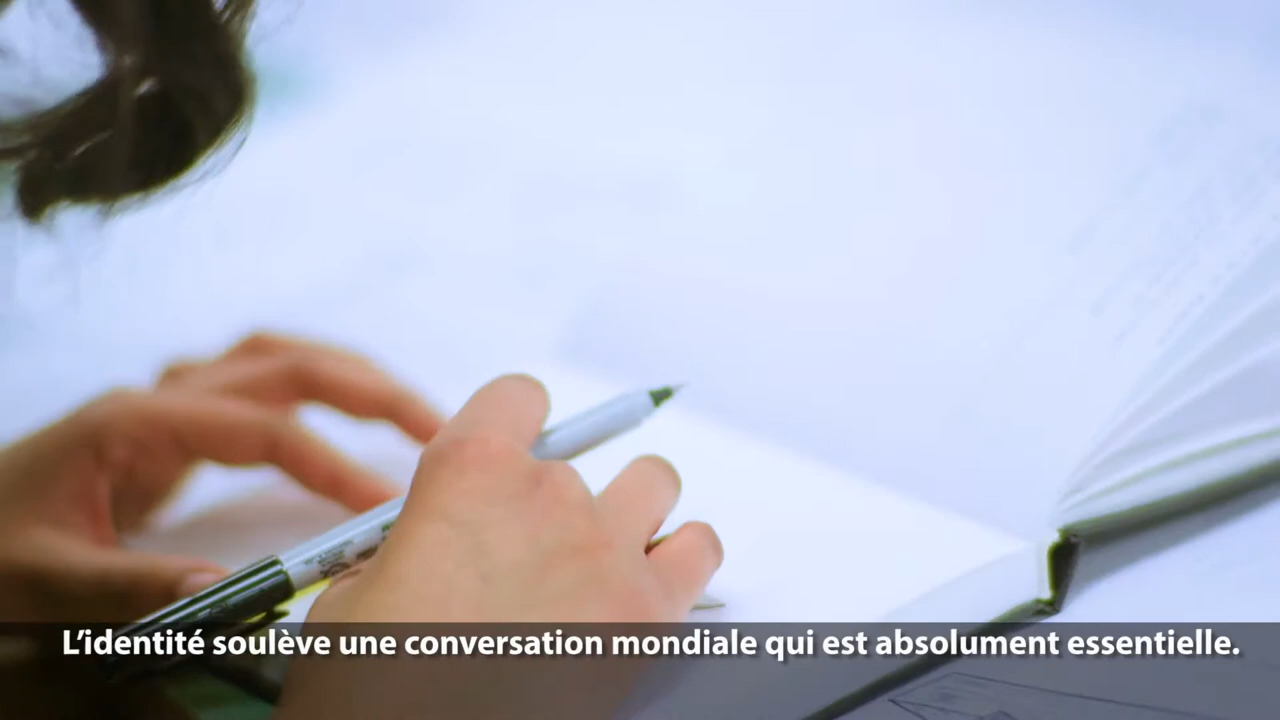 L’identité soulève une conversation mondiale qui est absolument essentielle.